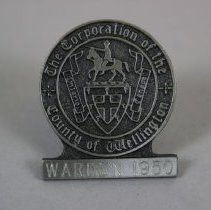 The Corporation of the
County of Wellington
WARDEN 1950